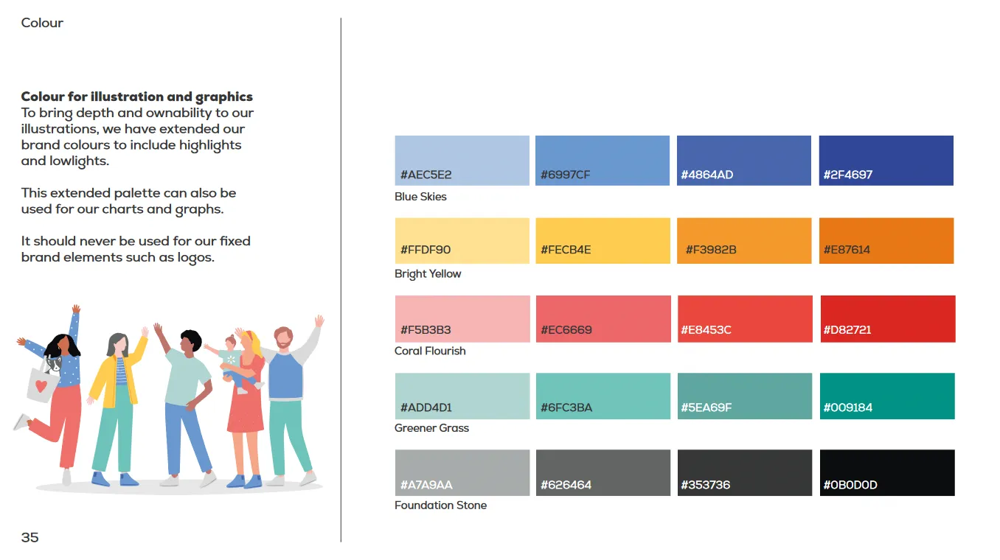 Colour
Colour for illustration and graphics
To bring depth and ownability to our
illustrations, we have extended our
brand colours to include highlights
and lowlights.
This extended palette can also be
used for our charts and graphs.
It should never be used for our fixed
brand elements such as logos.
35
#AEC5E2 #6997CF #4864AD #2F4697
Blue Skies
#FFDF90 #FECB4E #F3982B #E87614
Bright Yellow
#F5B3B3 #EC6669 #E8453C #D82721
Coral Flourish
#ADD4D1 #6FC3BA #5EA69F #009184
Greener Grass
#A7A9AA #626464 #353736 #0B0D0D
Foundation Stone